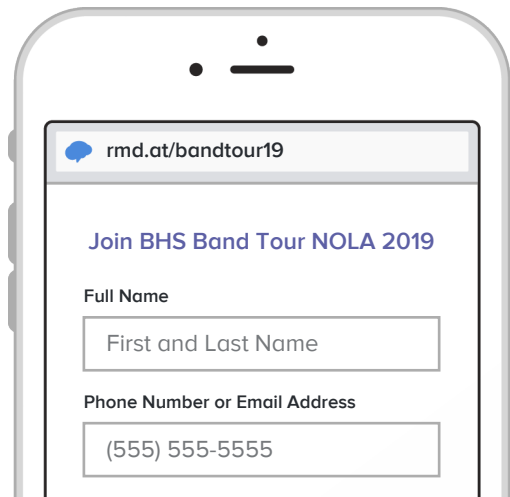 rmd.at/bandtour19
Join BHS Band Tour NOLA 2019
Full Name
First and Last Name
Phone Number or Email Address
(555) 555-5555